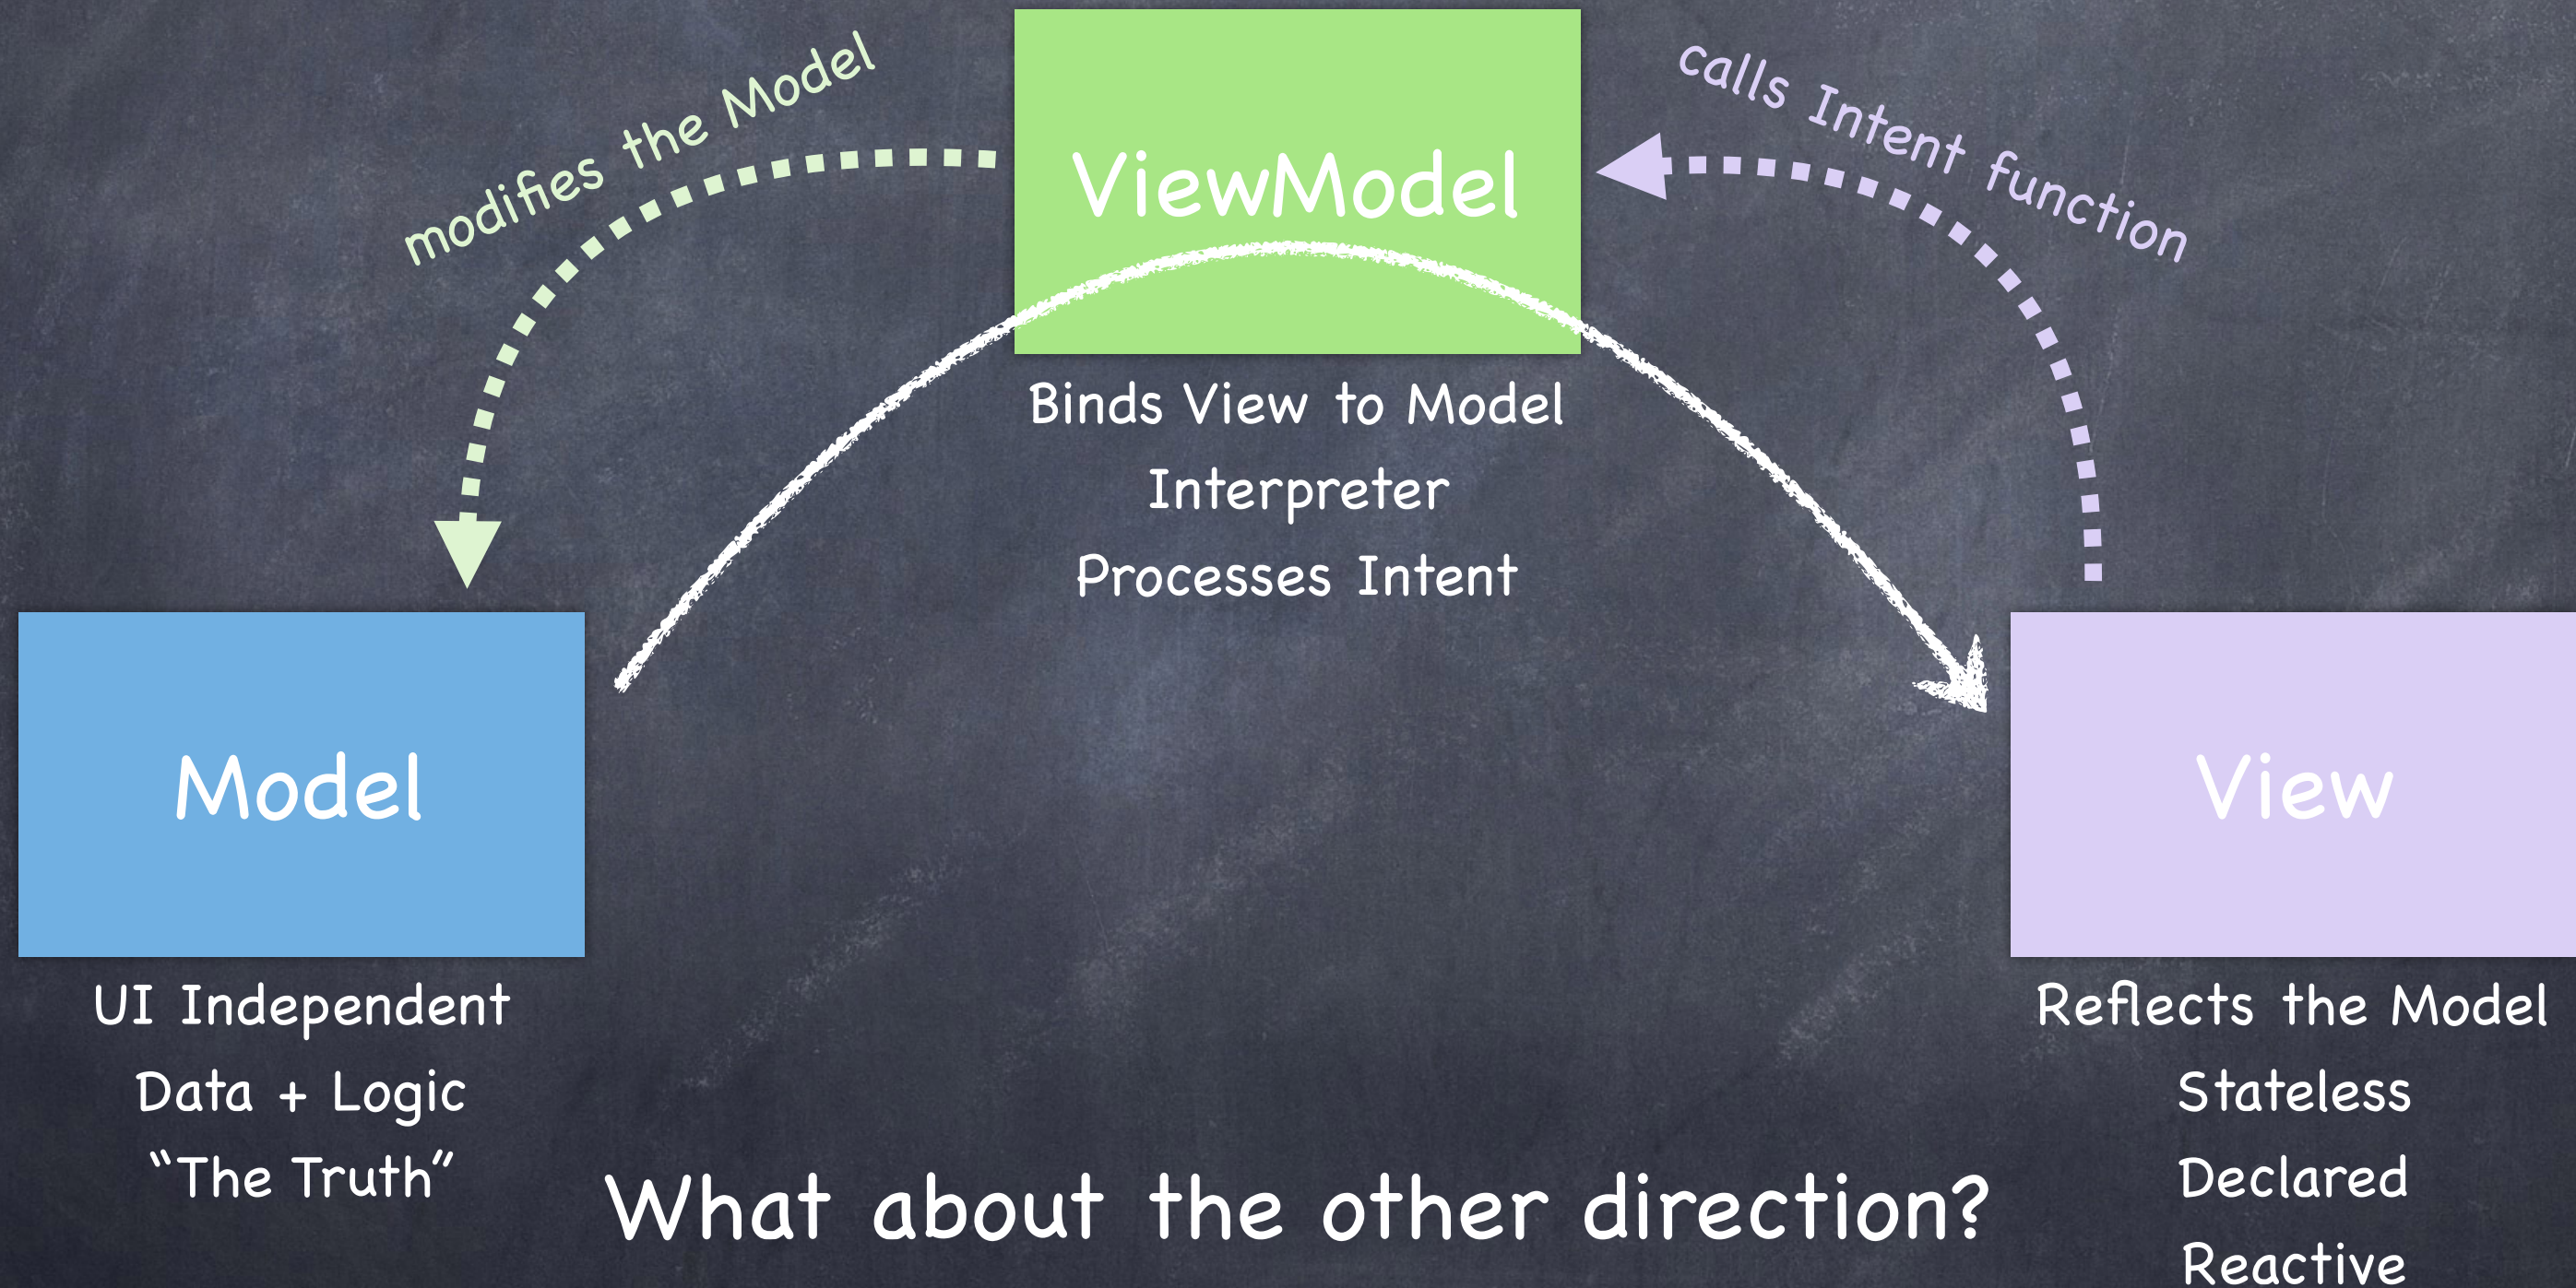 modifies the Model
ViewModel
calls Intent function
Binds View to Model
Interpreter
Processes Intent
Model
UI Independent
Data + Logic
“The Truth”
View
Reflects the Model
Stateless
Declared
Reactive
What about the other direction?